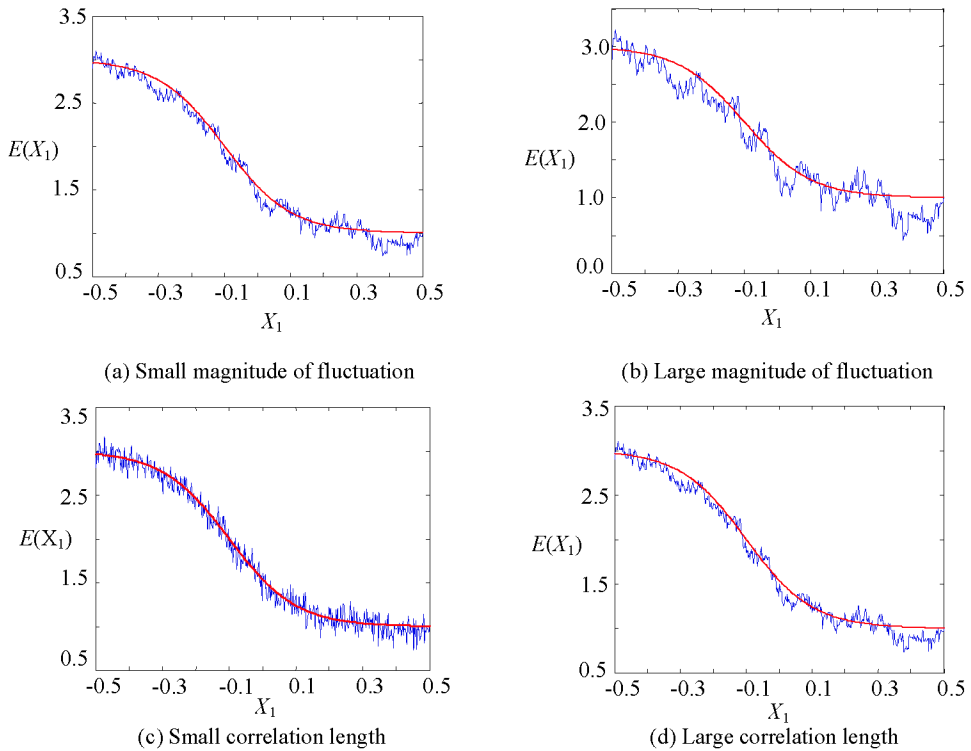 3.5
2.5
1.5
0.5
E(X1)
-0.5 -0.3 -0.1 0.1 0.3 0.5
X1
(a) Small magnitude of fluctuation
3.0
2.0
1.0
0.0
E(X1)
-0.5 -0.3 -0.1 0.1 0.3 0.5
X1
(b) Large magnitude of fluctuation
3.5
2.5
1.5
0.5
E(X1)
-0.5 -0.3 -0.1 0.1 0.3 0.5
X1
(c) Small correlation length
3.5
2.5
1.5
0.5
E(X1)
-0.5 -0.3 -0.1 0.1 0.3 0.5
X1
(d) Large correlation length